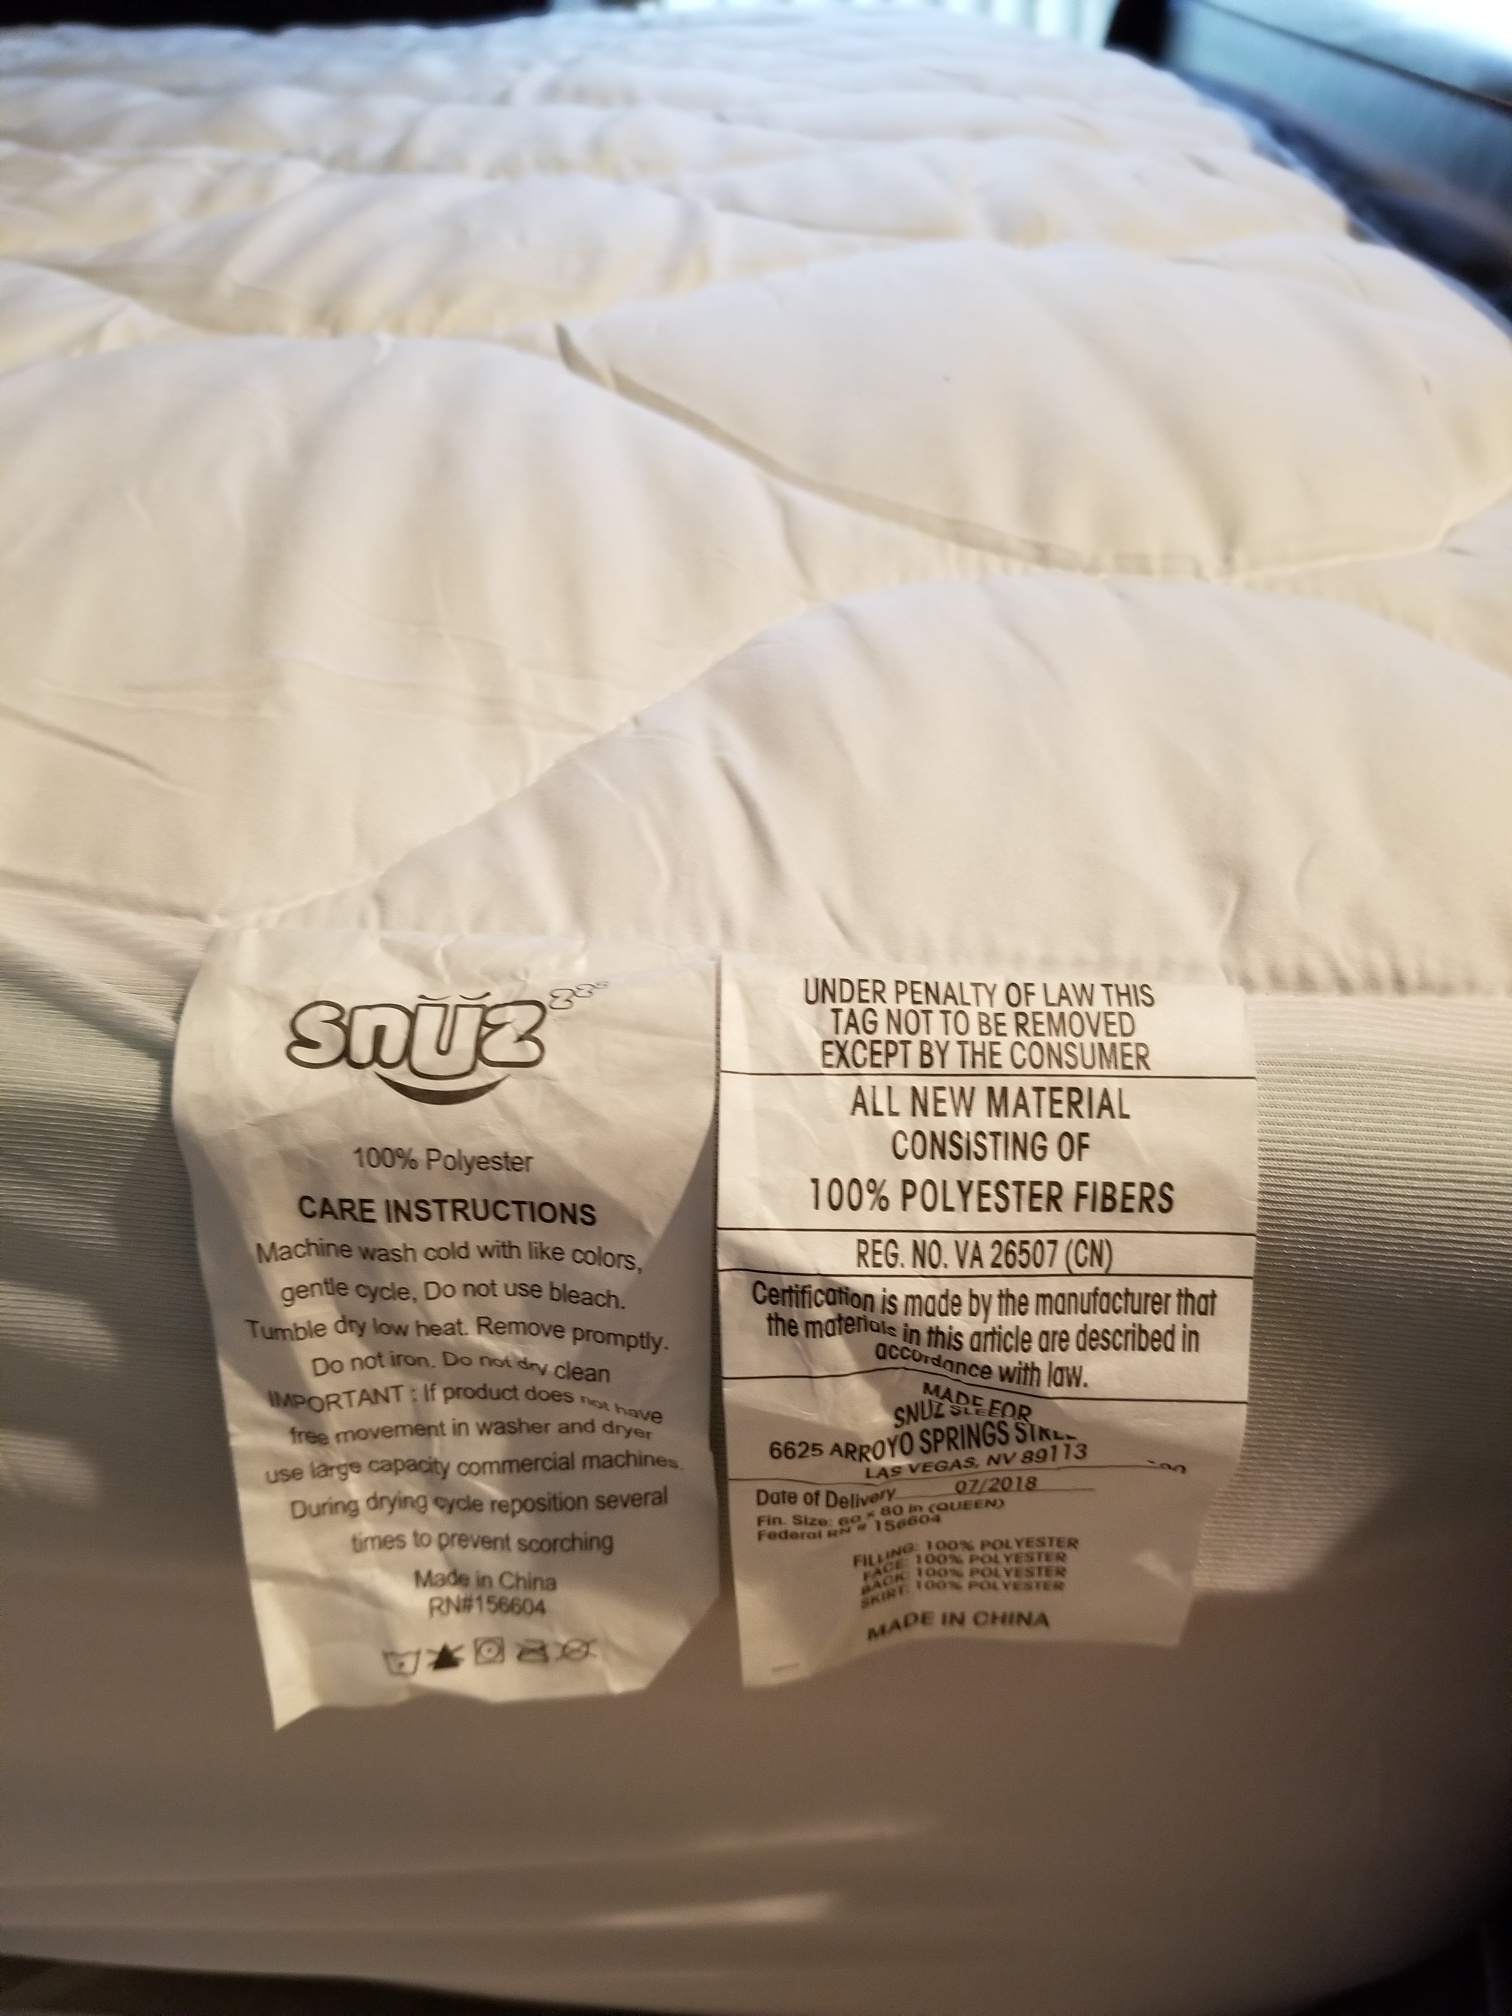 snüz zzz
100% Polyester
CARE INSTRUCTIONS
Machine wash cold with like colors,
gentle cycle, Do not use bleach.
Tumble dry low heat. Remove promptly.
Do not iron. Do not dry clean
IMPORTANT : If product does not have
free movement in washer and dryer
use large capacity commercial machines.
During drying cycle reposition several
times to prevent scorching
Made in China
RN#156604
UNDER PENALTY OF LAW THIS
TAG NOT TO BE REMOVED
EXCEPT BY THE CONSUMER
ALL NEW MATERIAL
CONSISTING OF
100% POLYESTER FIBERS
REG. NO. VA 26507 (CN)
Certification is made by the manufacturer that
the materials in this article are described in
accordance with law.
MADE FOR
SNUZ
6625 ARROYO SPRINGS
LAS VEGAS, NV 89113
Date of Delivery 07/2018
Fin. Size: 60 x 80 in (QUEEN)
Federal RN # 156604
FILLING: 100% POLYESTER
FACE: 100% POLYESTER
BACK: 100% POLYESTER
SKIRT: 100% POLYESTER
MADE IN CHINA